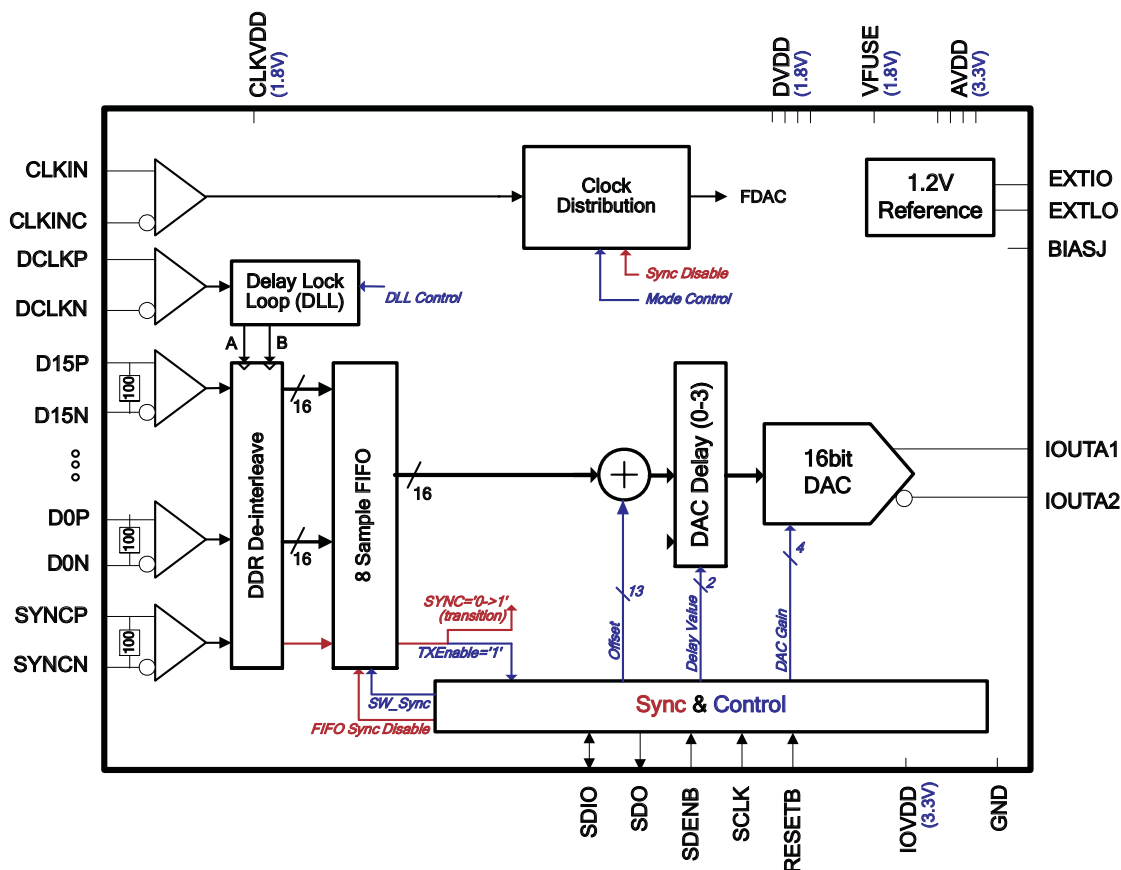 CLKVDD
(1.8V)
DVDD
(1.8V)
VFUSE
(1.8V)
AVDD
(3.3V)
CLKIN
CLKINC
DCLKP
DCLKN
D15P
100
D15N
D0P
100
D0N
SYNCP
100
SYNCN
Clock
Distribution
FDAC
Sync Disable
Mode Control
1.2V
Reference
EXTIO
EXTLO
BIASJ
Delay Lock
Loop (DLL)
DLL Control
A
B
DDR De-interleave
16
16
8 Sample FIFO
16
DAC Delay (0-3)
16bit
DAC
IOUTA1
IOUTA2
SYNC='0->1'
(transition)
TXEnable='1'
13
Offset
2
Delay Value
4
DAC Gain
SW_Sync
FIFO Sync Disable
Sync & Control
SDIO
SDO
SDENB
SCLK
RESETB
IOVDD
(3.3V)
GND